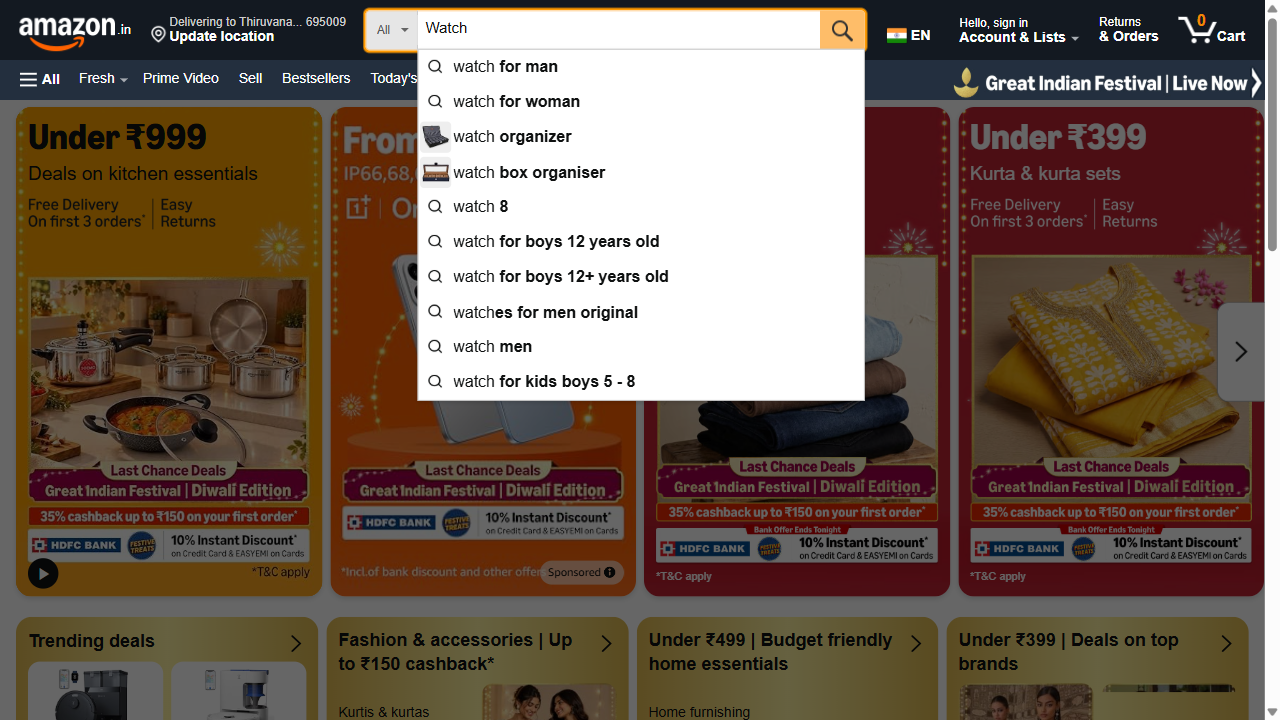 amazon.in
Delivering to Thiruvana... 695009
Update location
All
Watch
EN
Hello, sign in
Account & Lists
Returns
& Orders
0
Cart
All
Fresh
Prime Video
Sell
Bestsellers
Today's
Great Indian Festival | Live Now
watch for man
watch for woman
watch organizer
watch box organiser
watch 8
watch for boys 12 years old
watch for boys 12+ years old
watches for men original
watch men
watch for kids boys 5 - 8
Under ₹999
Deals on kitchen essentials
Free Delivery
On first 3 orders*
Easy
Returns
Last Chance Deals
Great Indian Festival | Diwali Edition
35% cashback up to ₹150 on your first order*
HDFC BANK
FESTIVE TREATS
10% Instant Discount*
on Credit Card & EASYEMI on Cards
*T&C apply
From
IP66,68,
1+
Last Chance Deals
Great Indian Festival | Diwali Edition
HDFC BANK
FESTIVE TREATS
10% Instant Discount*
on Credit Card & EASYEMI on Cards
*Incl.of bank discount and other offer
Sponsored
Last Chance Deals
Great Indian Festival | Diwali Edition
35% cashback up to ₹150 on your first order*
Bank Offer Ends Tonight
HDFC BANK
FESTIVE TREATS
10% Instant Discount*
on Credit Card & EASYEMI on Cards
*T&C apply
Under ₹399
Kurta & kurta sets
Free Delivery
On first 3 orders*
Easy
Returns
Last Chance Deals
Great Indian Festival | Diwali Edition
35% cashback up to ₹150 on your first order*
Bank Offer Ends Tonight
HDFC BANK
FESTIVE TREATS
10% Instant Discount*
on Credit Card & EASYEMI on Cards
*T&C apply
Trending deals
Fashion & accessories | Up
to ₹150 cashback*
Kurtis & kurtas
Under ₹499 | Budget friendly
home essentials
Home furnishing
Under ₹399 | Deals on top
brands